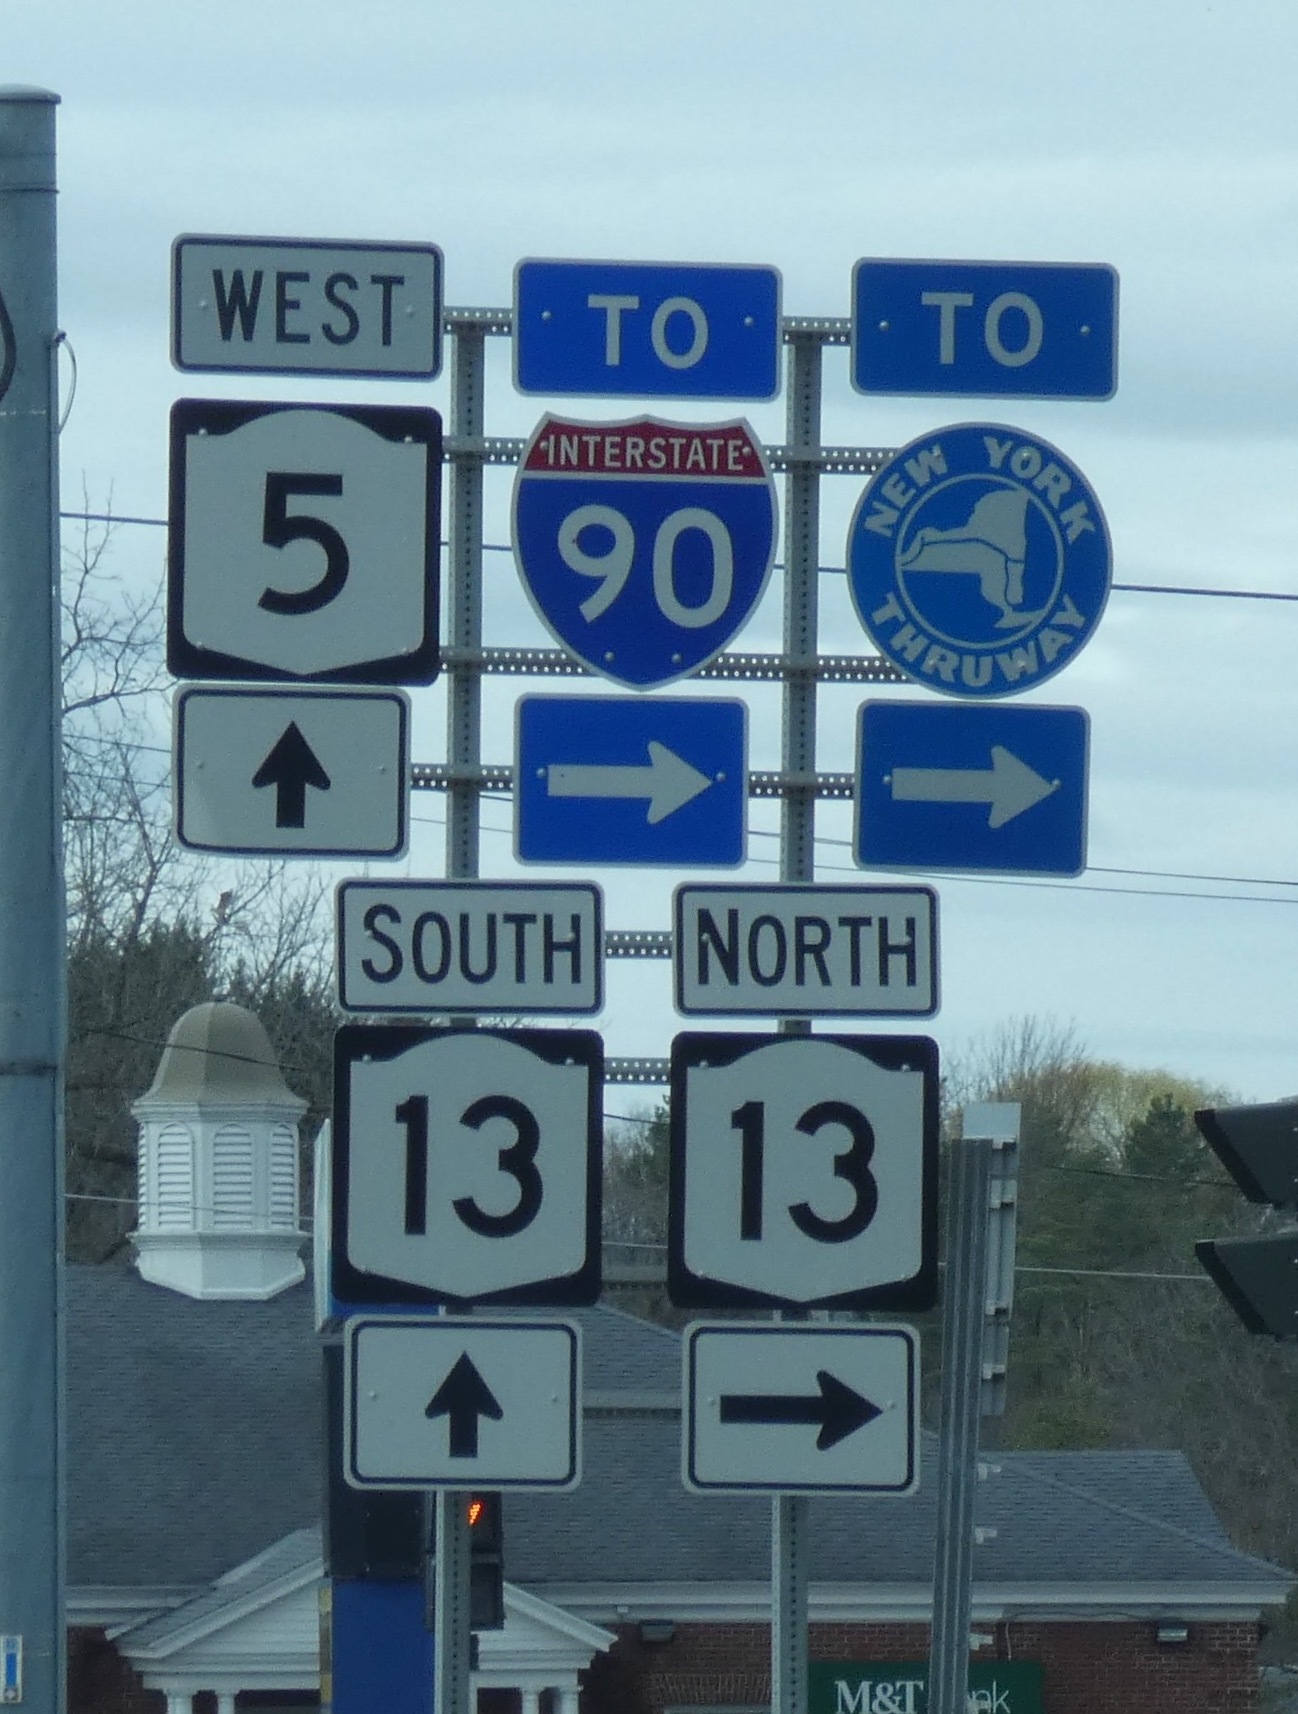 WEST
TO
TO
5
INTERSTATE
90
NEW YORK
THRUWAY
SOUTH
NORTH
13
13
M&T